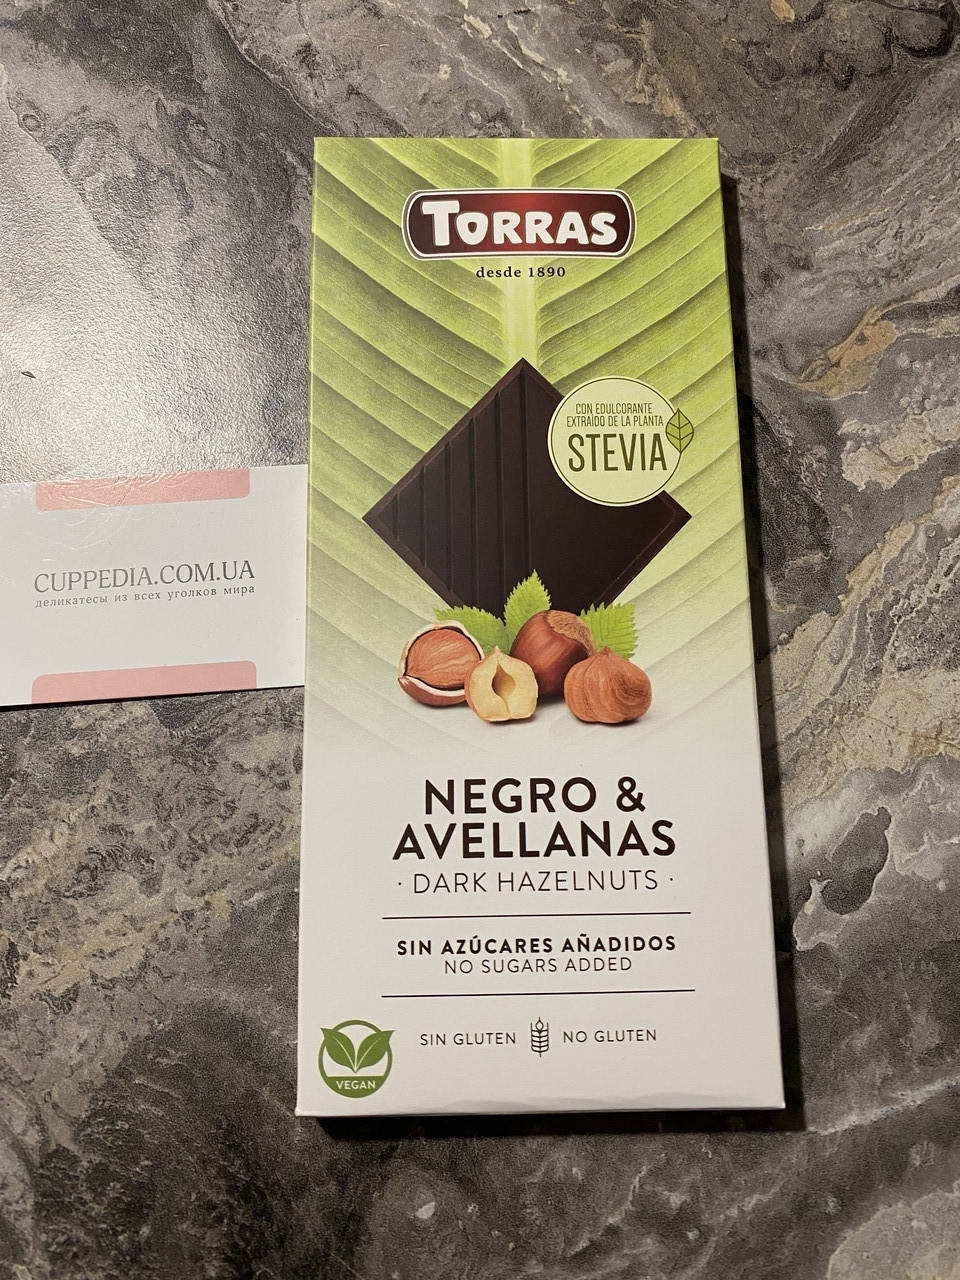 TORRAS
desde 1890
CON EDULCORANTE
EXTRAÍDO DE LA PLANTA
STEVIA
CUPPEDIA.COM.UA
деликатесы из всех уголков мира
NEGRO &
AVELLANAS
· DARK HAZELNUTS ·
SIN AZÚCARES AÑADIDOS
NO SUGARS ADDED
SIN GLUTEN NO GLUTEN
VEGAN